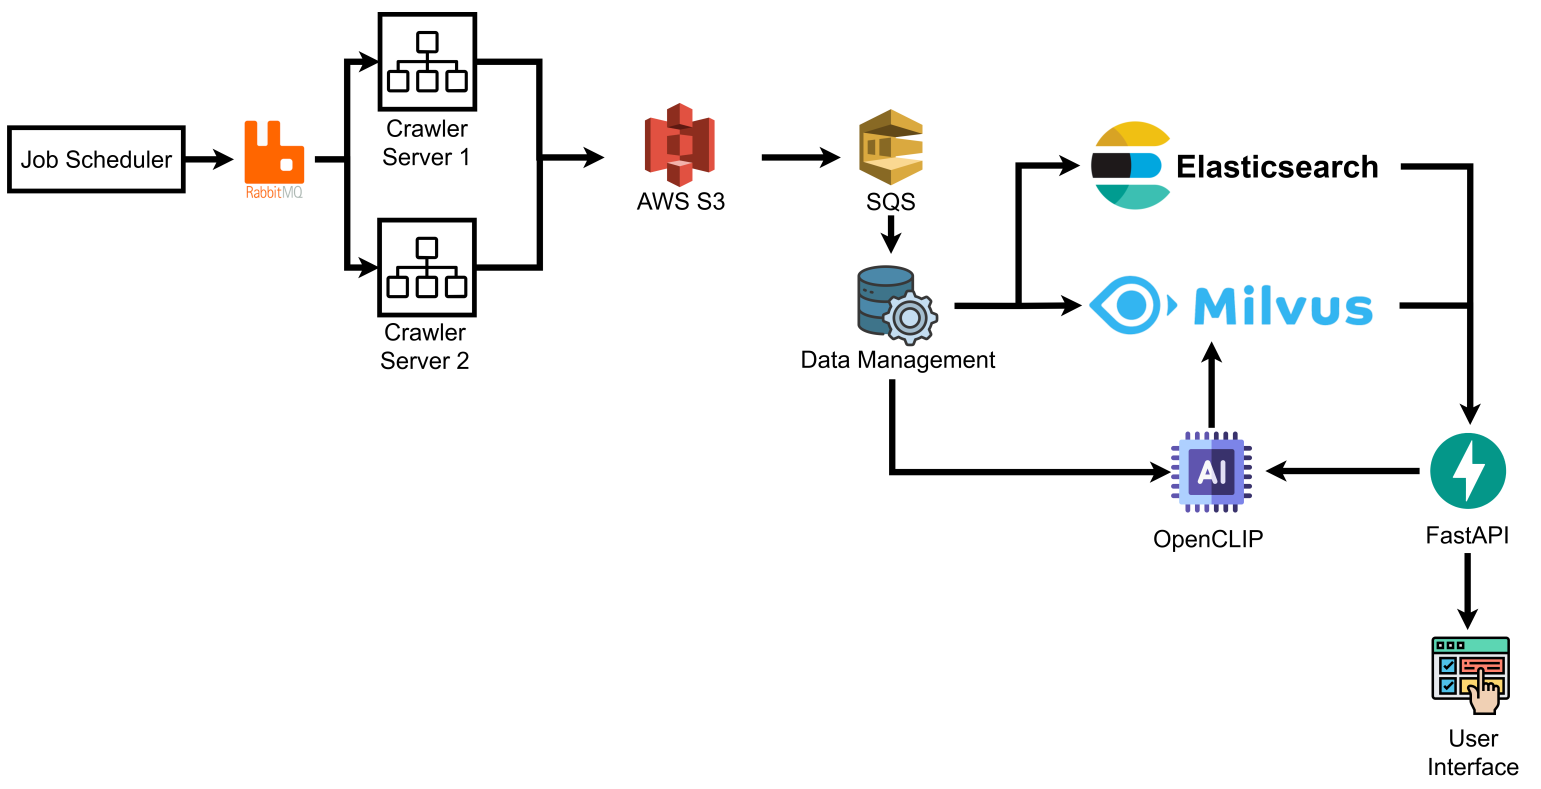 Job Scheduler
RabbitMQ
Crawler
Server 1
Crawler
Server 2
AWS S3
SQS
Data Management
Elasticsearch
Milvus
AI
OpenCLIP
FastAPI
User
Interface